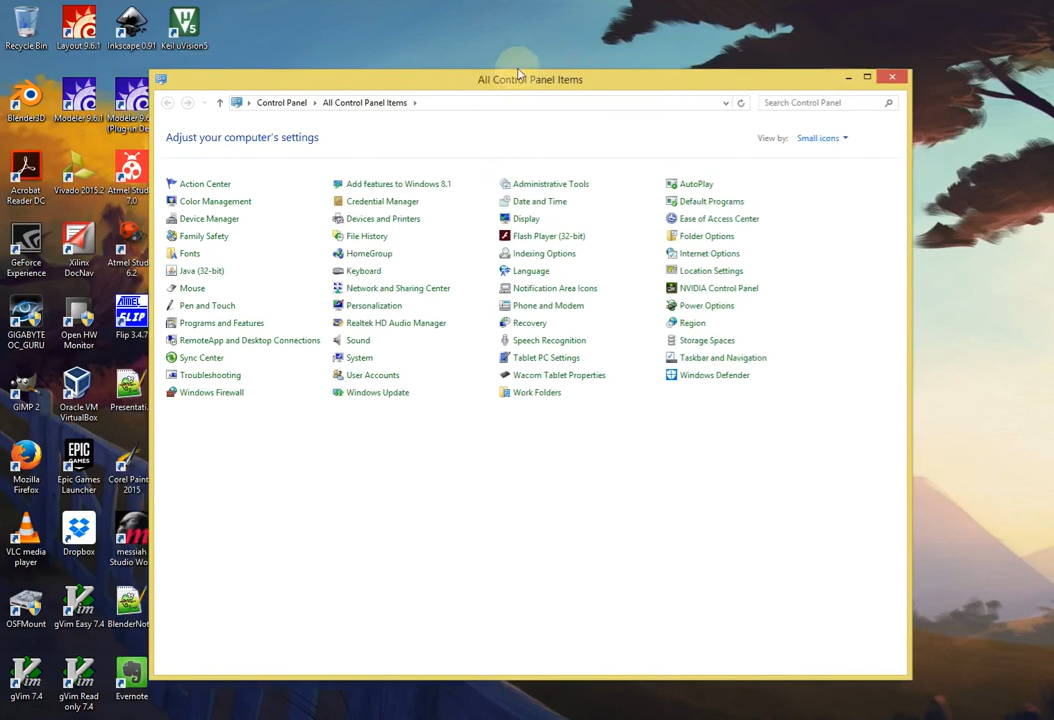 Recycle Bin
Layout 9.6.1
Inkscape 0.91
Keil uVision5
Blender3D
Modeler 9.6.1
Modeler 9.6
(Plug-in De
Acrobat
Reader DC
Vivado 2015.2
Atmel Stud
7.0
GeForce
Experience
Xilinx
DocNav
Atmel Stud
6.2
GIGABYTE
OC_GURU
Open HW
Monitor
ATMEL
FLIP
Flip 3.4.7
GIMP 2
Oracle VM
VirtualBox
Presentati
Mozilla
Firefox
EPIC
GAMES
Epic Games
Launcher
Corel Paint
2015
VLC media
player
Dropbox
messiah
Studio Wo
OSFMount
gVim Easy 7.4
BlenderNot
gVim 7.4
gVim Read
only 7.4
Evernote
All Control Panel Items
Control Panel
All Control Panel Items
Search Control Panel
Adjust your computer's settings
View by: Small icons
Action Center
Add features to Windows 8.1
Administrative Tools
AutoPlay
Color Management
Credential Manager
Date and Time
Default Programs
Device Manager
Devices and Printers
Display
Ease of Access Center
Family Safety
File History
Flash Player (32-bit)
Folder Options
Fonts
HomeGroup
Indexing Options
Internet Options
Java (32-bit)
Keyboard
Language
Location Settings
Mouse
Network and Sharing Center
Notification Area Icons
NVIDIA Control Panel
Pen and Touch
Personalization
Phone and Modem
Power Options
Programs and Features
Realtek HD Audio Manager
Recovery
Region
RemoteApp and Desktop Connections
Sound
Speech Recognition
Storage Spaces
Sync Center
System
Tablet PC Settings
Taskbar and Navigation
Troubleshooting
User Accounts
Wacom Tablet Properties
Windows Defender
Windows Firewall
Windows Update
Work Folders